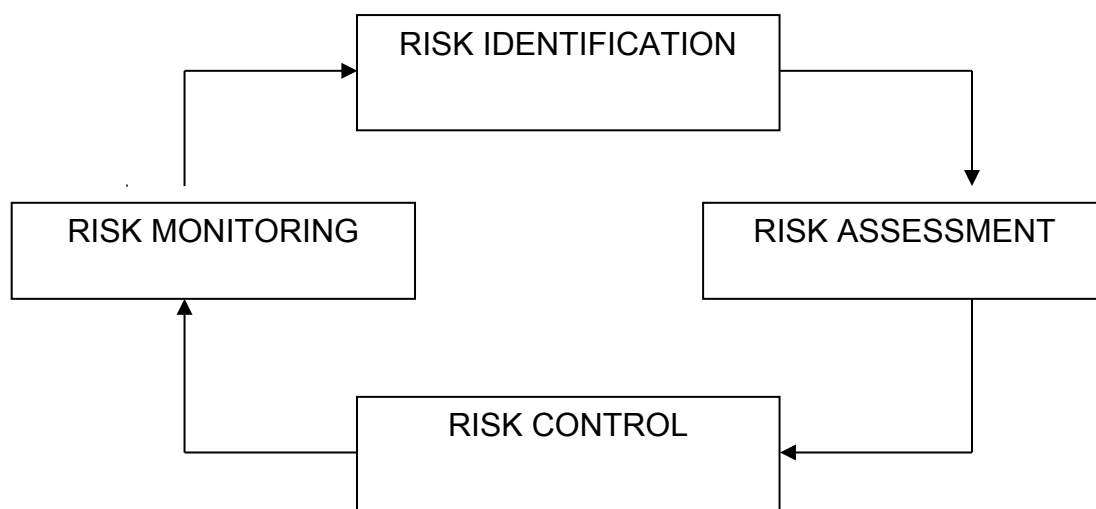 RISK IDENTIFICATION
RISK MONITORING
RISK ASSESSMENT
RISK CONTROL